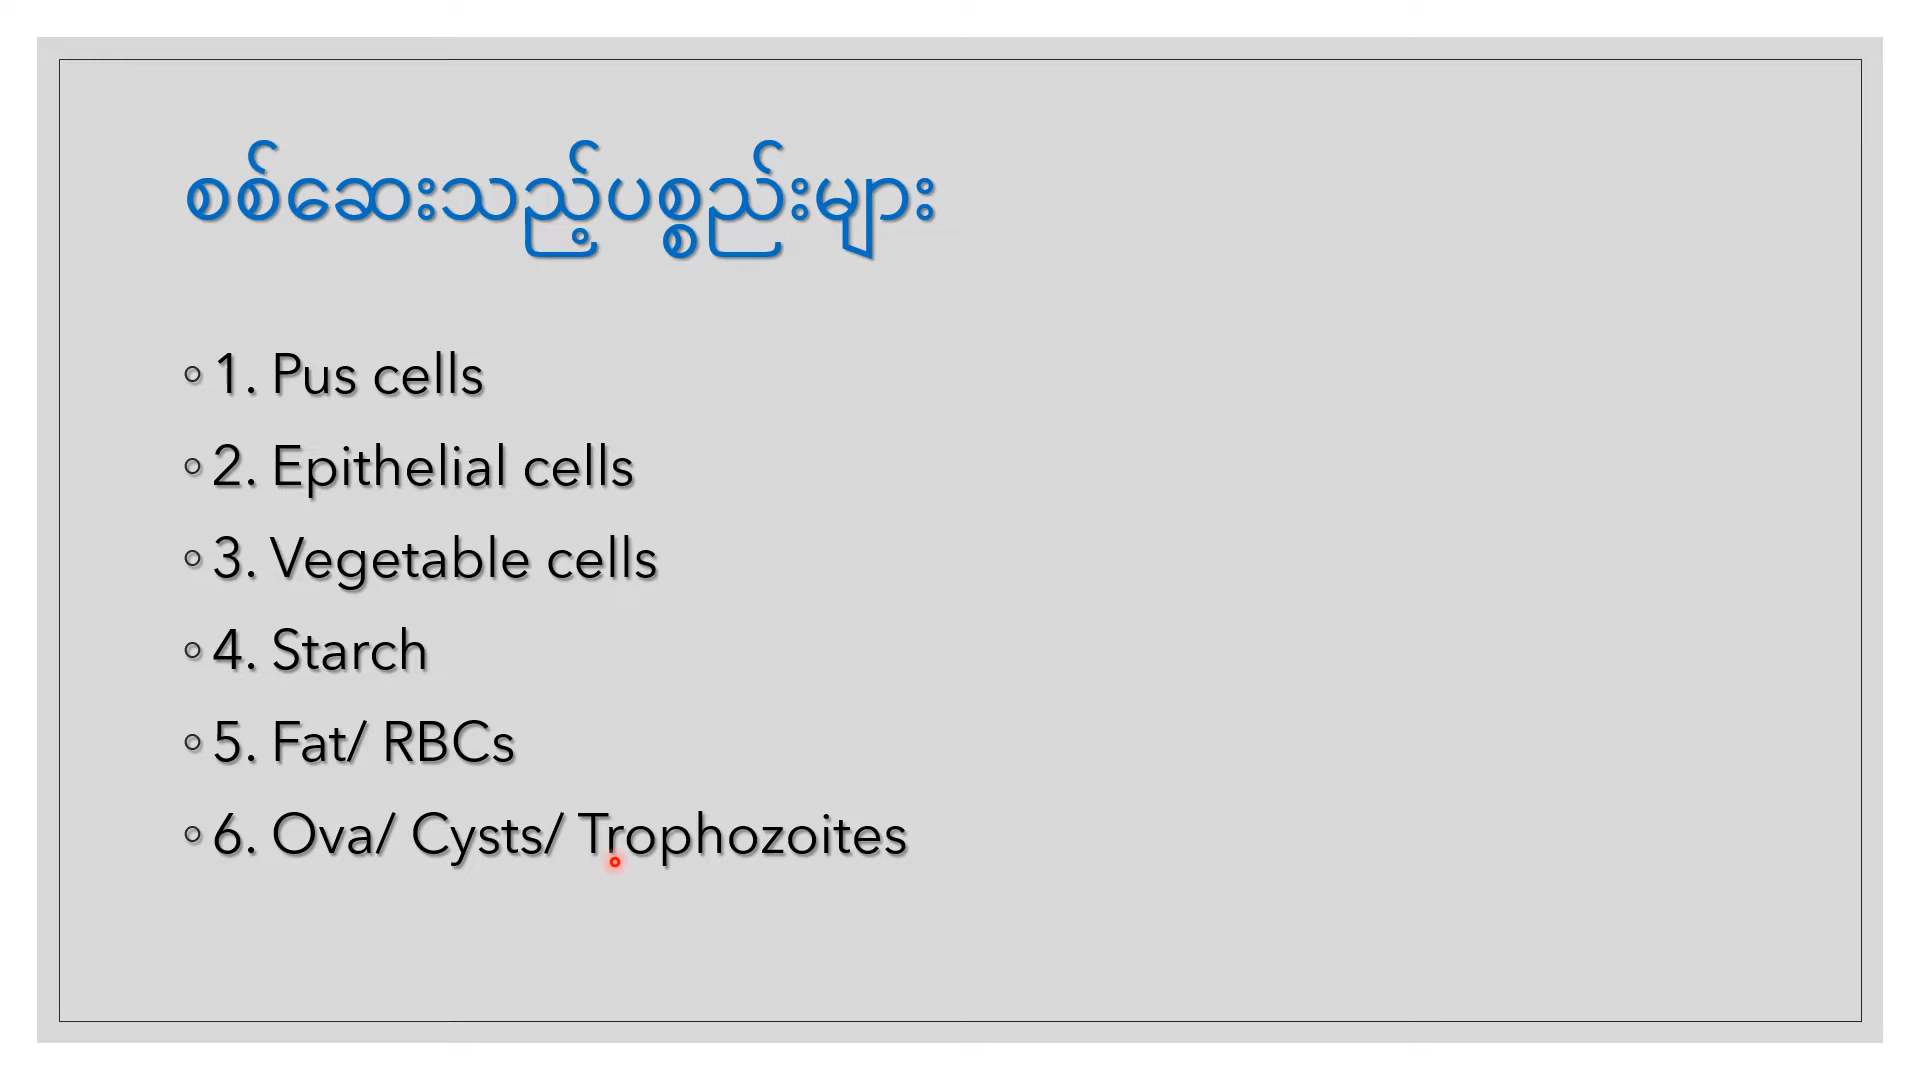 စစ်ဆေးသည့်ပစ္စည်းများ
◦ 1. Pus cells
◦ 2. Epithelial cells
◦ 3. Vegetable cells
◦ 4. Starch
◦ 5. Fat/ RBCs
◦ 6. Ova/ Cysts/ Trophozoites